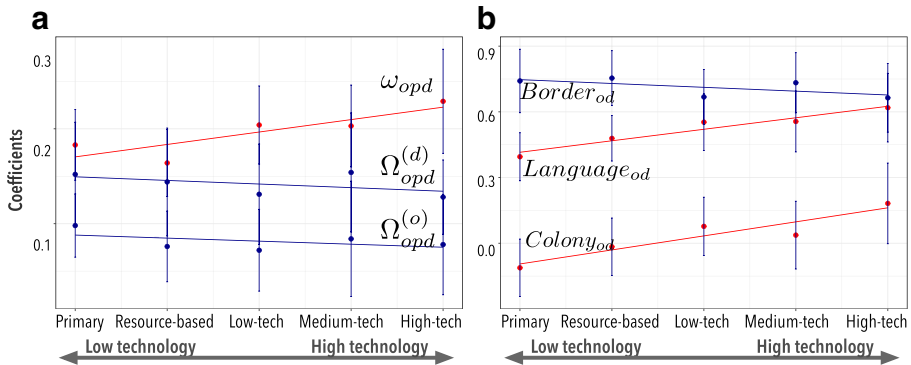 a
b
Coefficients
0.3
0.2
0.1
ω_opd
Ω_opd^(d)
Ω_opd^(o)
Primary Resource-based Low-tech Medium-tech High-tech
Low technology High technology
0.9
0.6
0.3
0.0
Border_od
Language_od
Colony_od
Primary Resource-based Low-tech Medium-tech High-tech
Low technology High technology